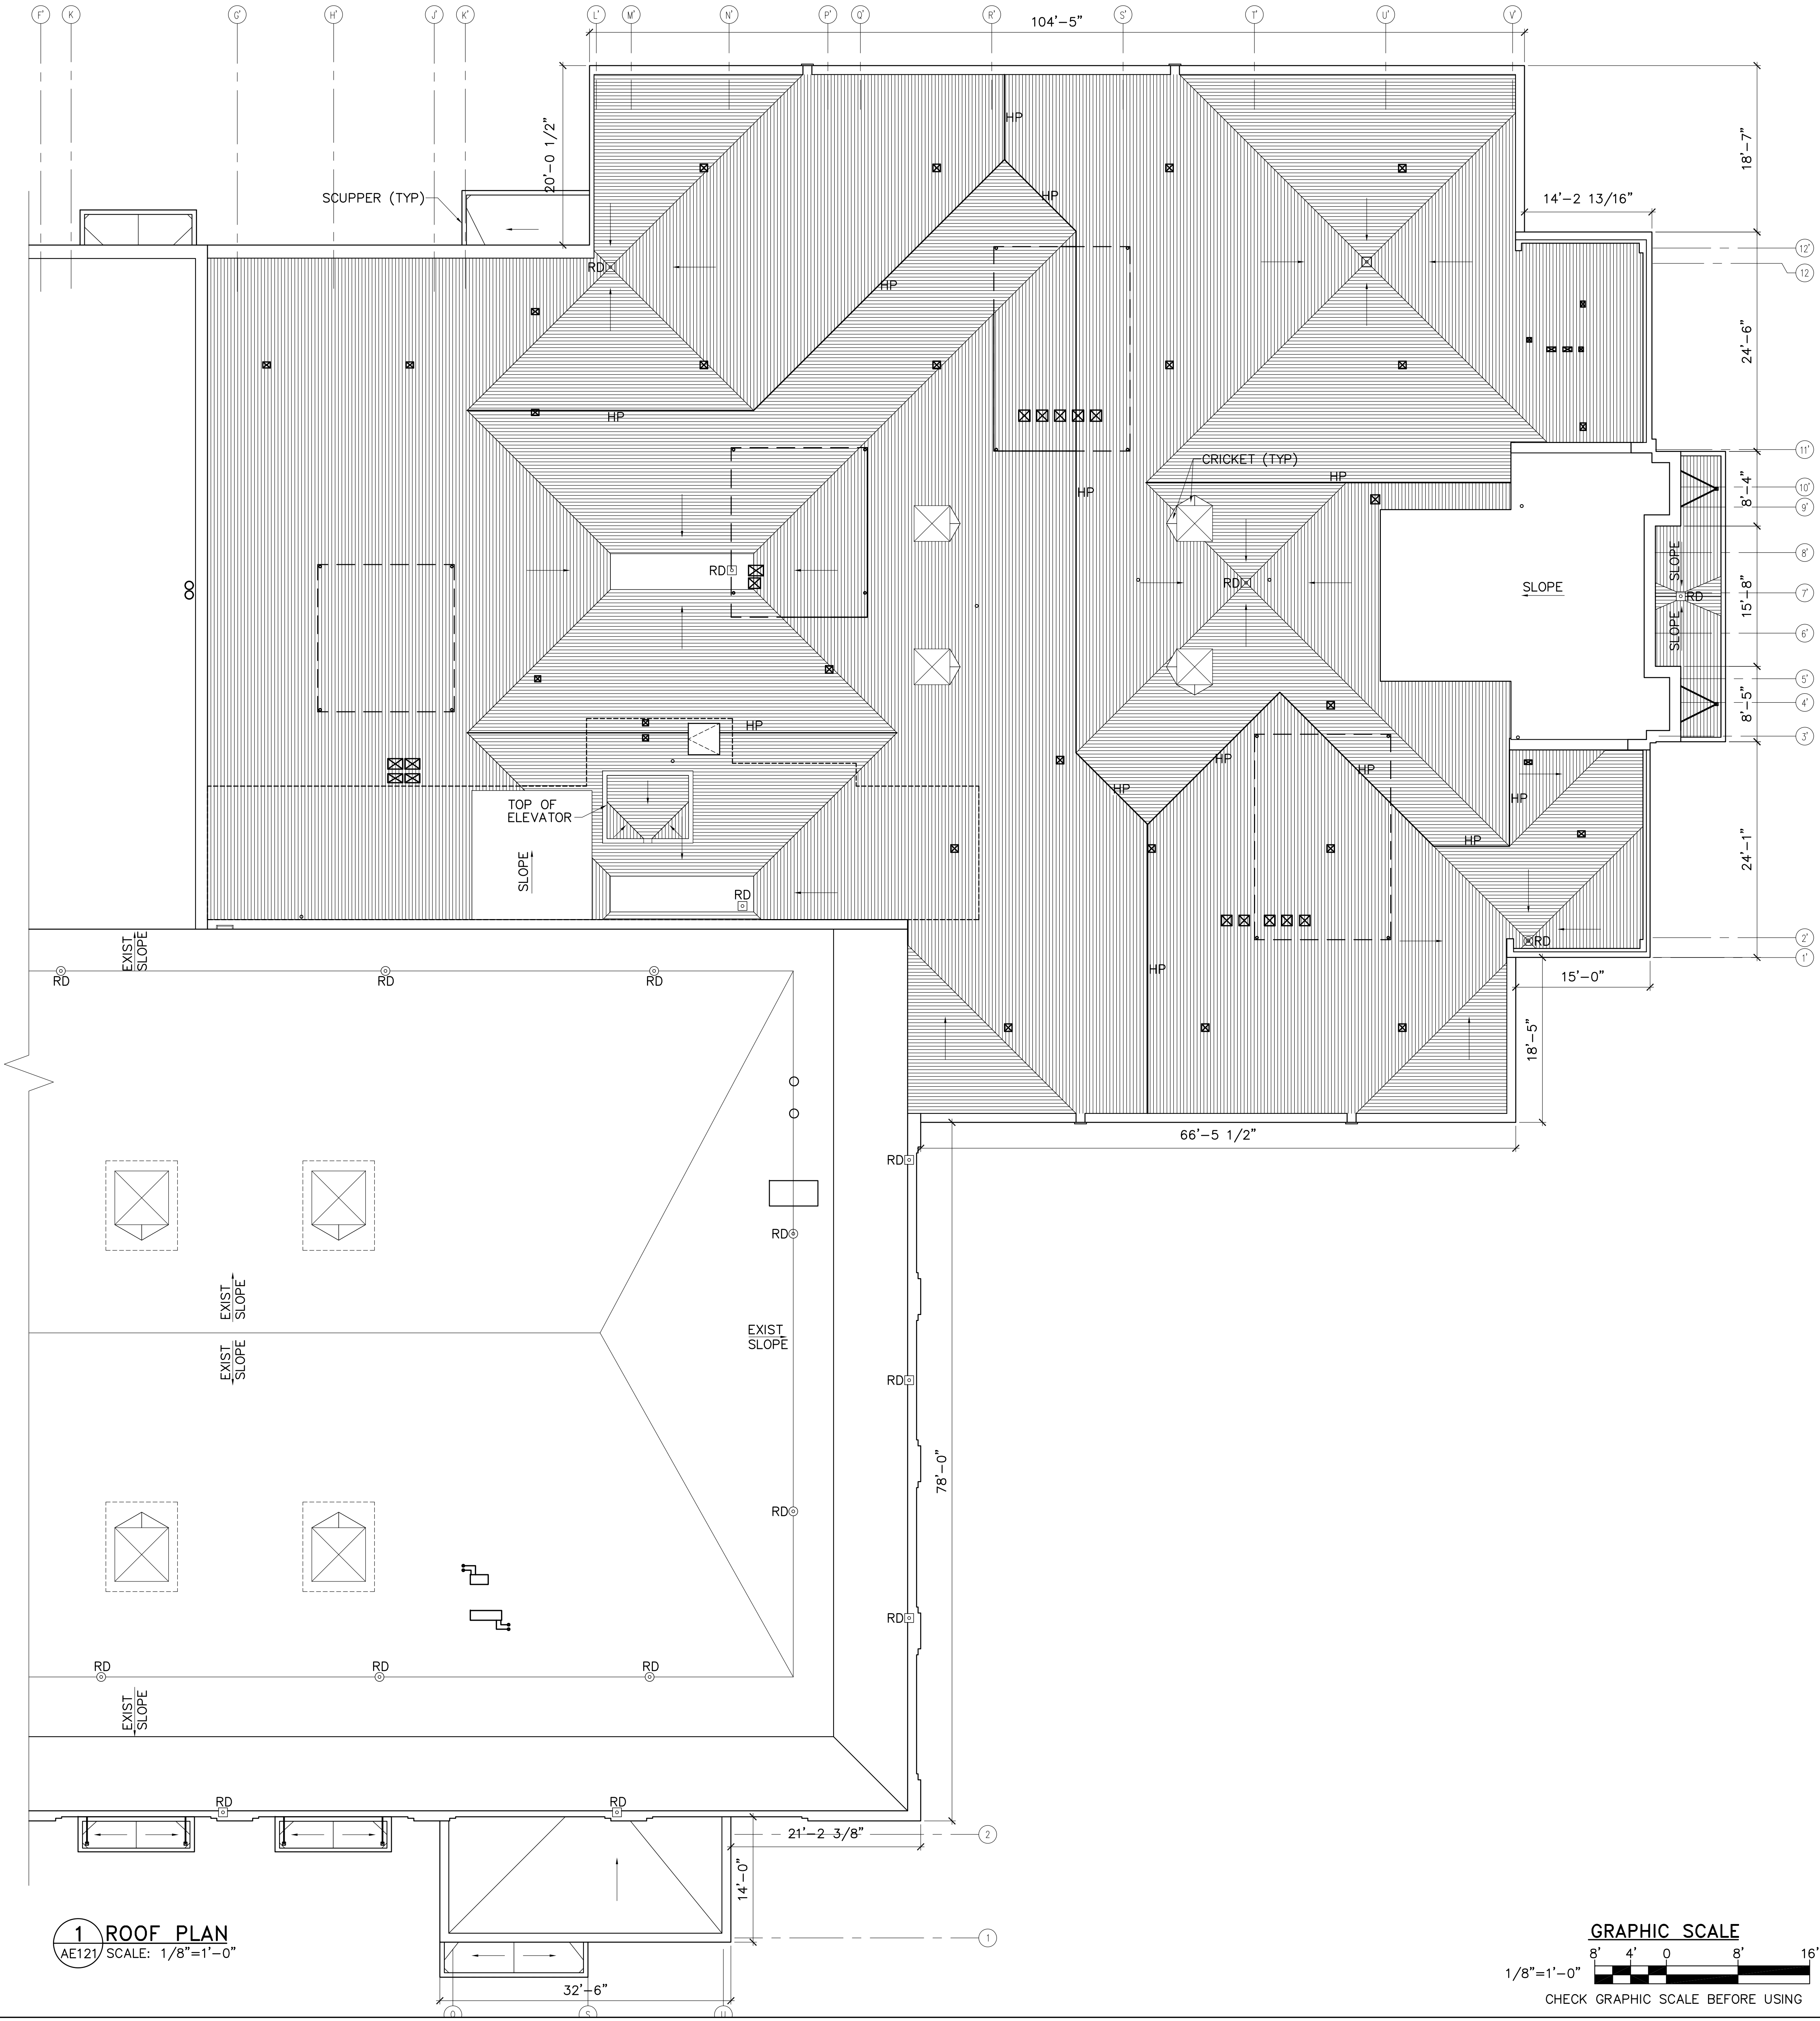 F' K G' H' J' K' L' M' N' P' Q' R' S' T' U' V'
104'-5"
20'-0 1/2"
18'-7"
HP
SCUPPER (TYP)
HP
14'-2 13/16"
12'
12
RD
HP
24'-6"
HP
11'
CRICKET (TYP)
HP
HP
8'-4"
10'
9'
RD
RD
SLOPE
SLOPE
8'
15'-8"
7'
RD
SLOPE
6'
5'
8'-5"
4'
3'
HP
HP
HP
HP
HP
TOP OF
ELEVATOR
HP
SLOPE
24'-1"
RD
RD
2'
1'
EXIST
SLOPE
HP
15'-0"
RD
RD
RD
18'-5"
66'-5 1/2"
RD
RD
EXIST
SLOPE
EXIST
SLOPE
EXIST
SLOPE
RD
78'-0"
RD
RD
RD
RD
RD
EXIST
SLOPE
RD
RD
21'-2 3/8"
2
14'-0"
1
32'-6"
Q S U
1
AE121
ROOF PLAN
SCALE: 1/8"=1'-0"
GRAPHIC SCALE
8' 4' 0 8' 16'
1/8"=1'-0"
CHECK GRAPHIC SCALE BEFORE USING